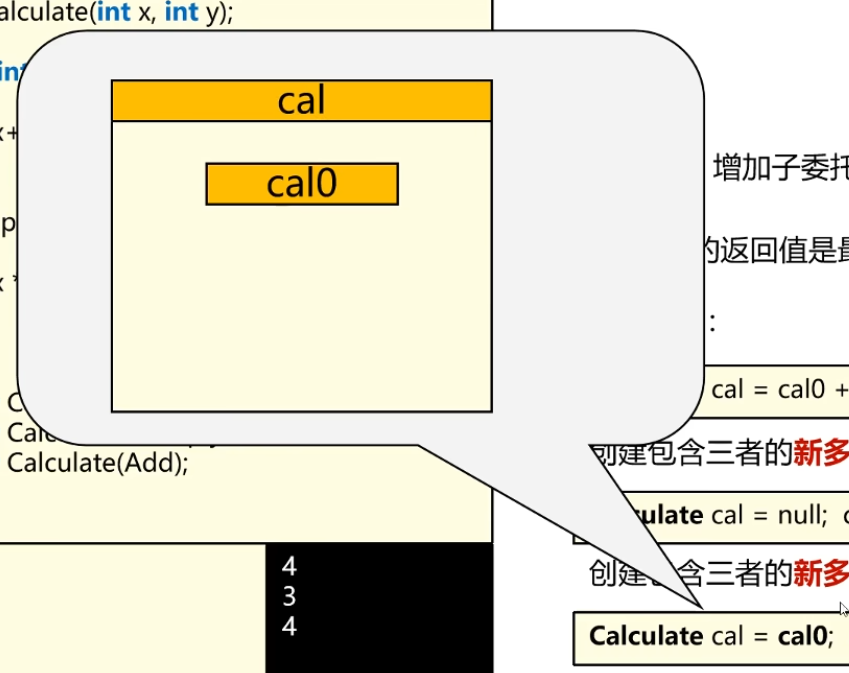 alculate(int x, int y);
int
x+
p
x *
C
Calc
Calculate(Add);
cal
cal0
4
3
4
增加子委托
的返回值是最
:
cal = cal0 +
创建包含三者的新多
ulate cal = null; c
创建包含三者的新多
Calculate cal = cal0;